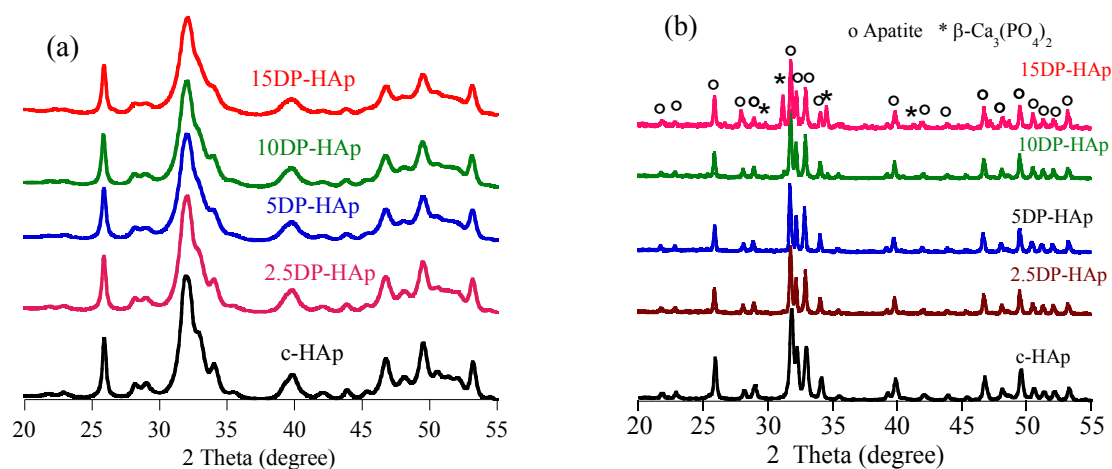 (a)
15DP-HAp
10DP-HAp
5DP-HAp
2.5DP-HAp
c-HAp
20 25 30 35 40 45 50 55
2 Theta (degree)
(b)
o Apatite * β-Ca₃(PO₄)₂
15DP-HAp
10DP-HAp
5DP-HAp
2.5DP-HAp
c-HAp
20 25 30 35 40 45 50 55
2 Theta (degree)